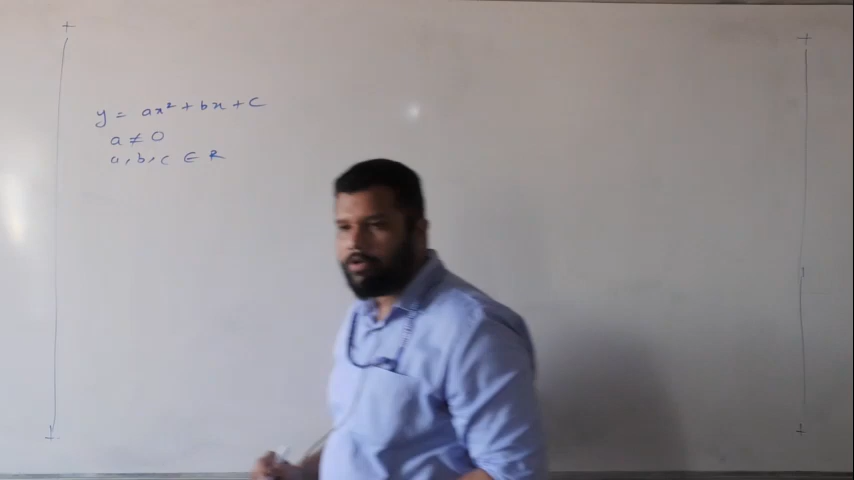 y = ax² + bx + c
a ≠ 0
a, b, c ∈ R